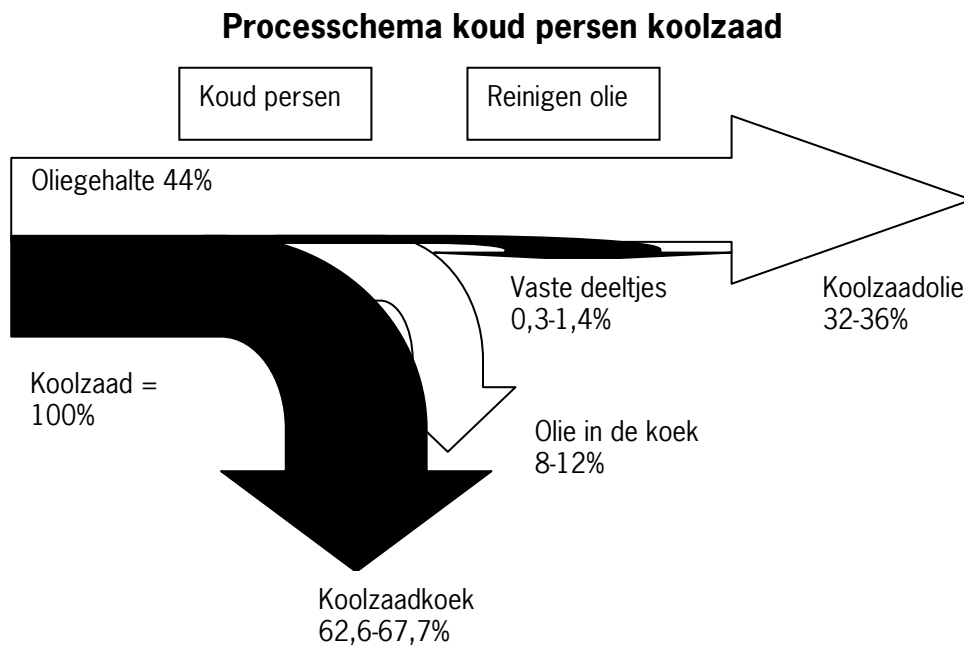 Processchema koud persen koolzaad
Koud persen
Reinigen olie
Oliegehalte 44%
Vaste deeltjes
0,3-1,4%
Koolzaadolie
32-36%
Koolzaad =
100%
Olie in de koek
8-12%
Koolzaadkoek
62,6-67,7%